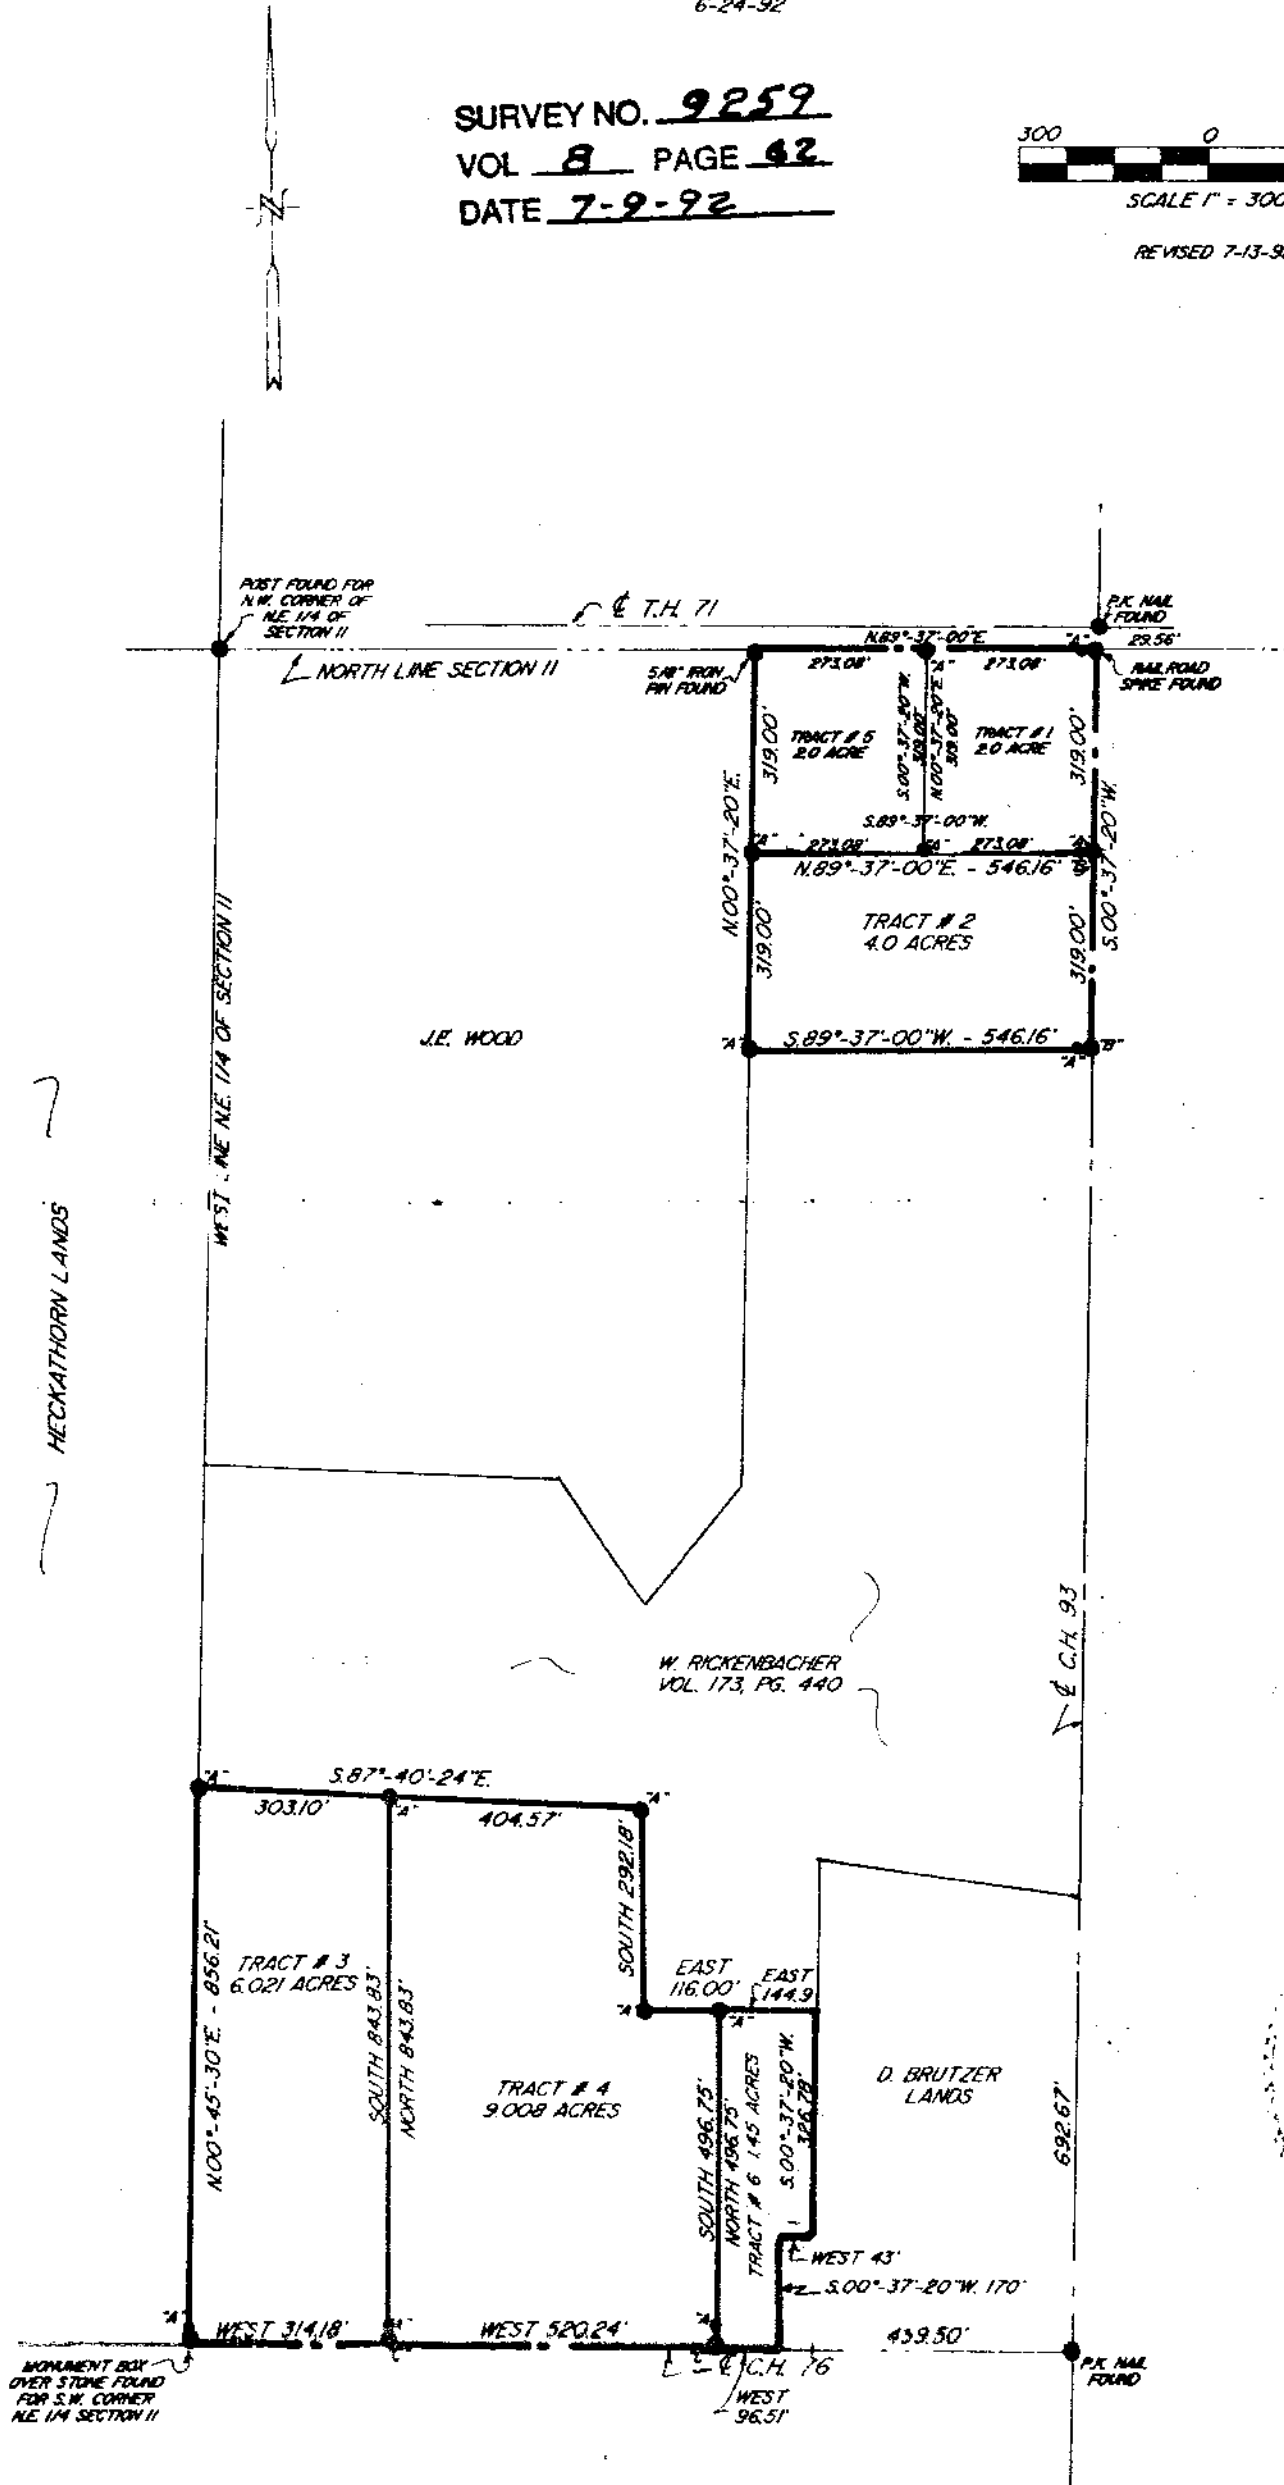 6-24-92
SURVEY NO. 9259
VOL 8 PAGE 42
DATE 7-9-92
300 0
SCALE 1" = 300
REVISED 7-13-9
N
POST FOUND FOR
N.W. CORNER OF
N.E. 1/4 OF
SECTION 11
NORTH LINE SECTION 11
℄ T.H. 71
P.K. NAIL
FOUND
29.56'
RAILROAD
SPIKE FOUND
5/8" IRON
PIN FOUND
N.89°-37'-00"E.
"A"
273.08'
"A"
273.08'
319.00'
TRACT # 5
2.0 ACRE
S.00°-37'-20"W.
319.00'
N.00°-37'-20"E.
319.00'
TRACT # 1
2.0 ACRE
319.00'
S.00°-37'-20"W.
N.00°-37'-20"E.
S.89°-37'-00"W.
"A"
273.08'
"A"
273.08'
"A"
"B"
N.89°-37'-00"E. - 546.16'
TRACT # 2
4.0 ACRES
319.00'
319.00'
"A"
S.89°-37'-00"W. - 546.16'
"B"
"A"
J.E. WOOD
WEST LINE N.E. 1/4 OF SECTION 11
HECKATHORN LANDS
W. RICKENBACHER
VOL. 173, PG. 440
℄ C.H. 93
"A"
S.87°-40'-24"E.
303.10'
"A"
404.57'
"A"
SOUTH 292.18'
N.00°-45'-30"E. - 856.21'
TRACT # 3
6.021 ACRES
SOUTH 843.83'
NORTH 843.83'
EAST
116.00'
EAST
144.9
"A"
"A"
TRACT # 4
9.008 ACRES
SOUTH 496.75'
NORTH 496.75'
TRACT # 6 1.45 ACRES
S.00°-37'-20"W.
326.78'
D. BRUTZER
LANDS
692.67'
WEST 43'
S.00°-37'-20"W. 170'
"A"
WEST 314.18'
"A"
WEST 520.24'
"A"
439.50'
℄ C.H. 76
WEST
96.51'
P.K. NAIL
FOUND
MONUMENT BOX
OVER STONE FOUND
FOR S.W. CORNER
N.E. 1/4 SECTION 11